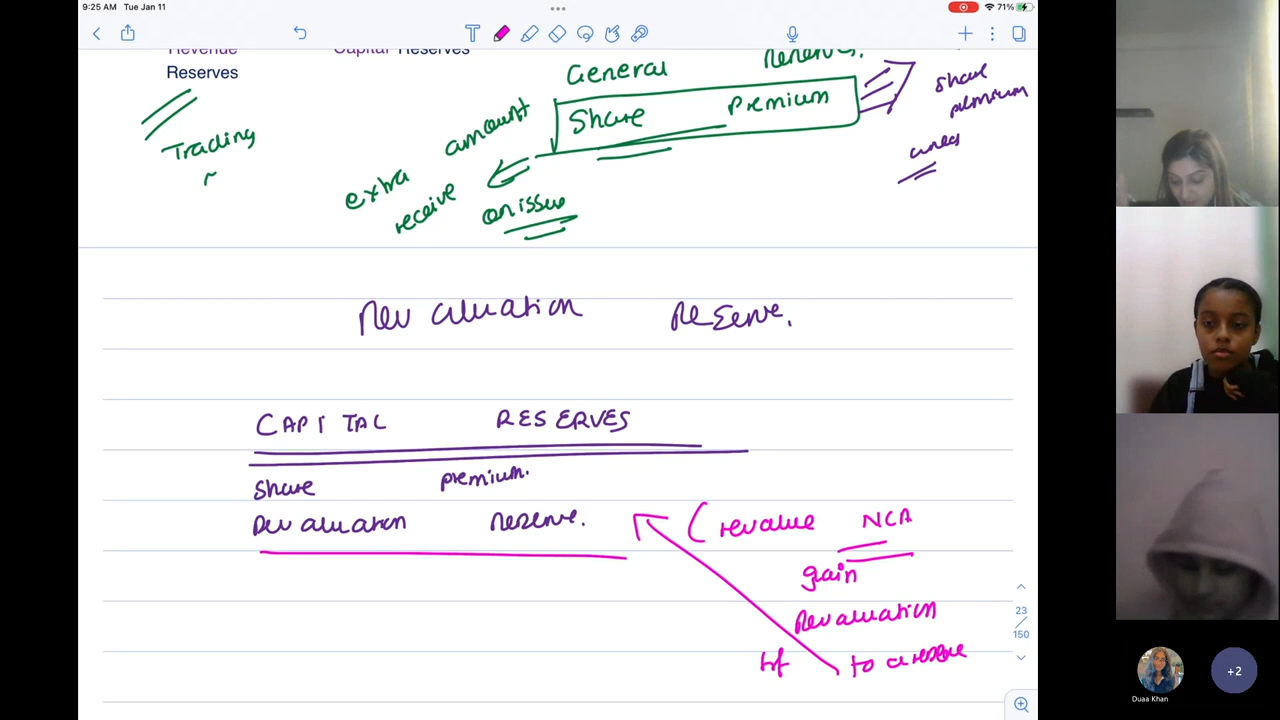 9:25 AM Tue Jan 11
71%
Revenue Capital Reserves
Reserves
General Reserves.
Share Premium
share
premium
Trading
extra amount
receive
on issue
Revaluation Reserve.
CAPITAL RESERVES
Share premium.
Revaluation Reserve.
(revalue NCA
gain
Revaluation
trf to a reserve
23
150
Duaa Khan
+2